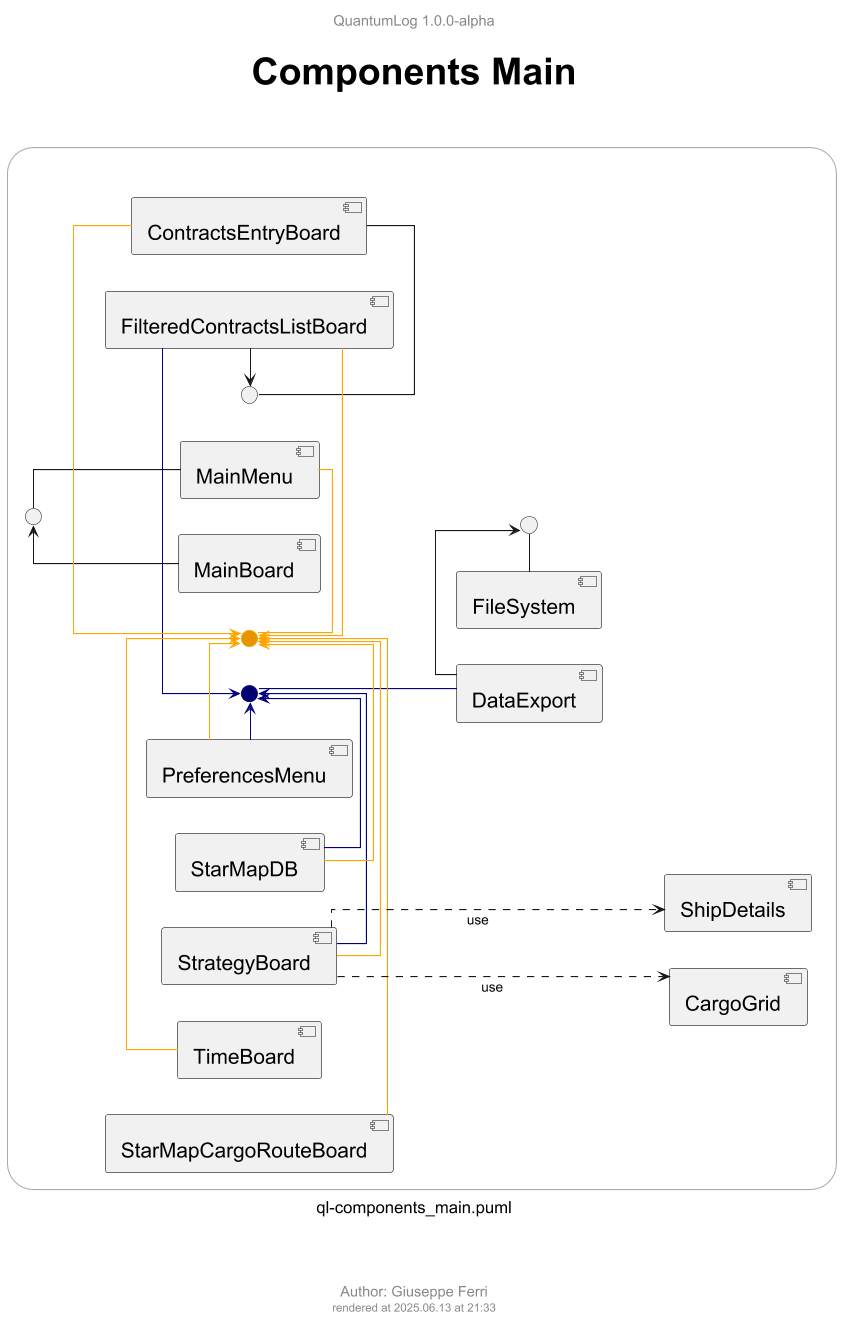 QuantumLog 1.0.0-alpha
Components Main
ContractsEntryBoard
FilteredContractsListBoard
MainMenu
MainBoard
FileSystem
DataExport
PreferencesMenu
StarMapDB
ShipDetails
use
StrategyBoard
CargoGrid
use
TimeBoard
StarMapCargoRouteBoard
ql-components_main.puml
Author: Giuseppe Ferri
rendered at 2025.06.13 at 21:33